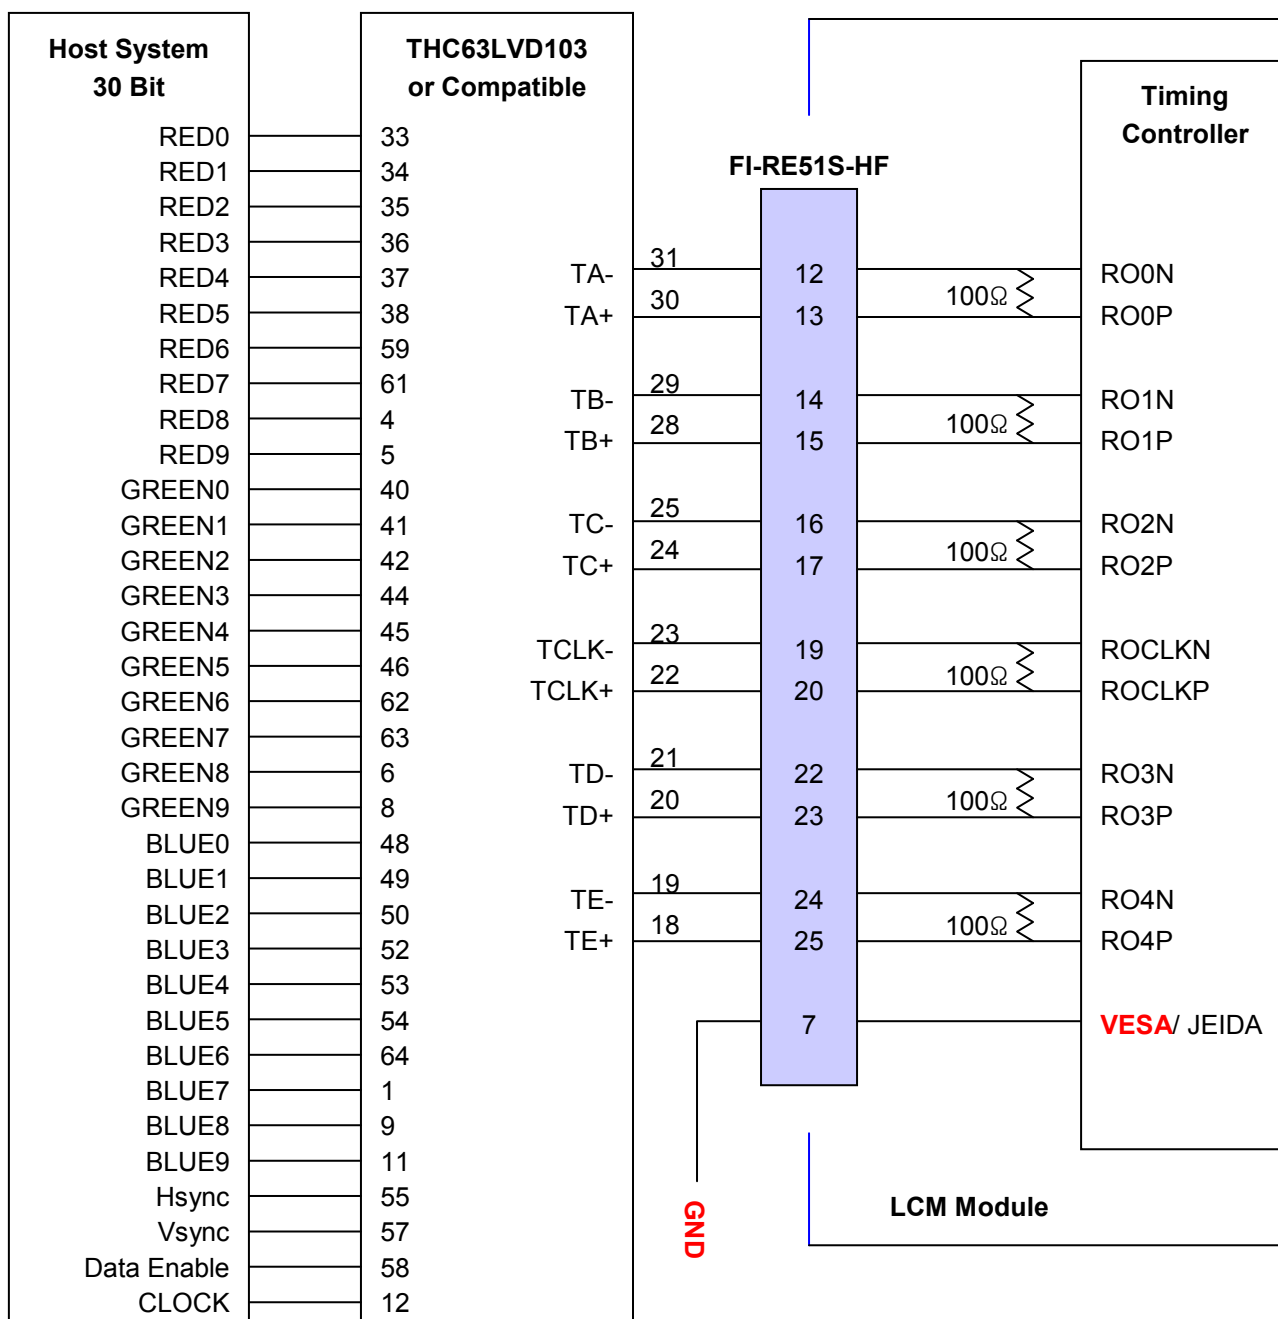 Host System
30 Bit
RED0
RED1
RED2
RED3
RED4
RED5
RED6
RED7
RED8
RED9
GREEN0
GREEN1
GREEN2
GREEN3
GREEN4
GREEN5
GREEN6
GREEN7
GREEN8
GREEN9
BLUE0
BLUE1
BLUE2
BLUE3
BLUE4
BLUE5
BLUE6
BLUE7
BLUE8
BLUE9
Hsync
Vsync
Data Enable
CLOCK
THC63LVD103
or Compatible
33
34
35
36
37
38
59
61
4
5
40
41
42
44
45
46
62
63
6
8
48
49
50
52
53
54
64
1
9
11
55
57
58
12
TA-
TA+
TB-
TB+
TC-
TC+
TCLK-
TCLK+
TD-
TD+
TE-
TE+
31
30
29
28
25
24
23
22
21
20
19
18
GND
FI-RE51S-HF
12
13
14
15
16
17
19
20
22
23
24
25
7
100Ω
100Ω
100Ω
100Ω
100Ω
100Ω
Timing
Controller
RO0N
RO0P
RO1N
RO1P
RO2N
RO2P
ROCLKN
ROCLKP
RO3N
RO3P
RO4N
RO4P
VESA/ JEIDA
LCM Module